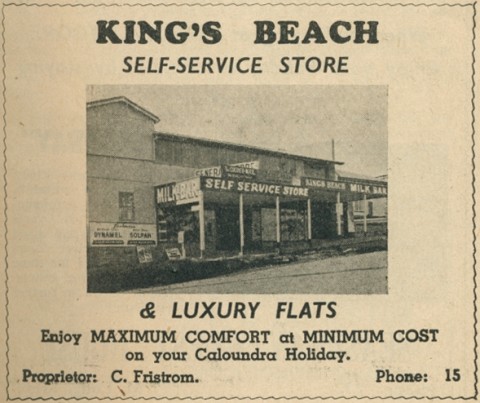 KING'S BEACH
SELF-SERVICE STORE
MILK BAR
SELF SERVICE STORE
KING'S BEACH
MILK BAR
DYNAMEL SOLPAH
& LUXURY FLATS
Enjoy MAXIMUM COMFORT at MINIMUM COST
on your Caloundra Holiday.
Proprietor: C. Fristrom.
Phone: 15